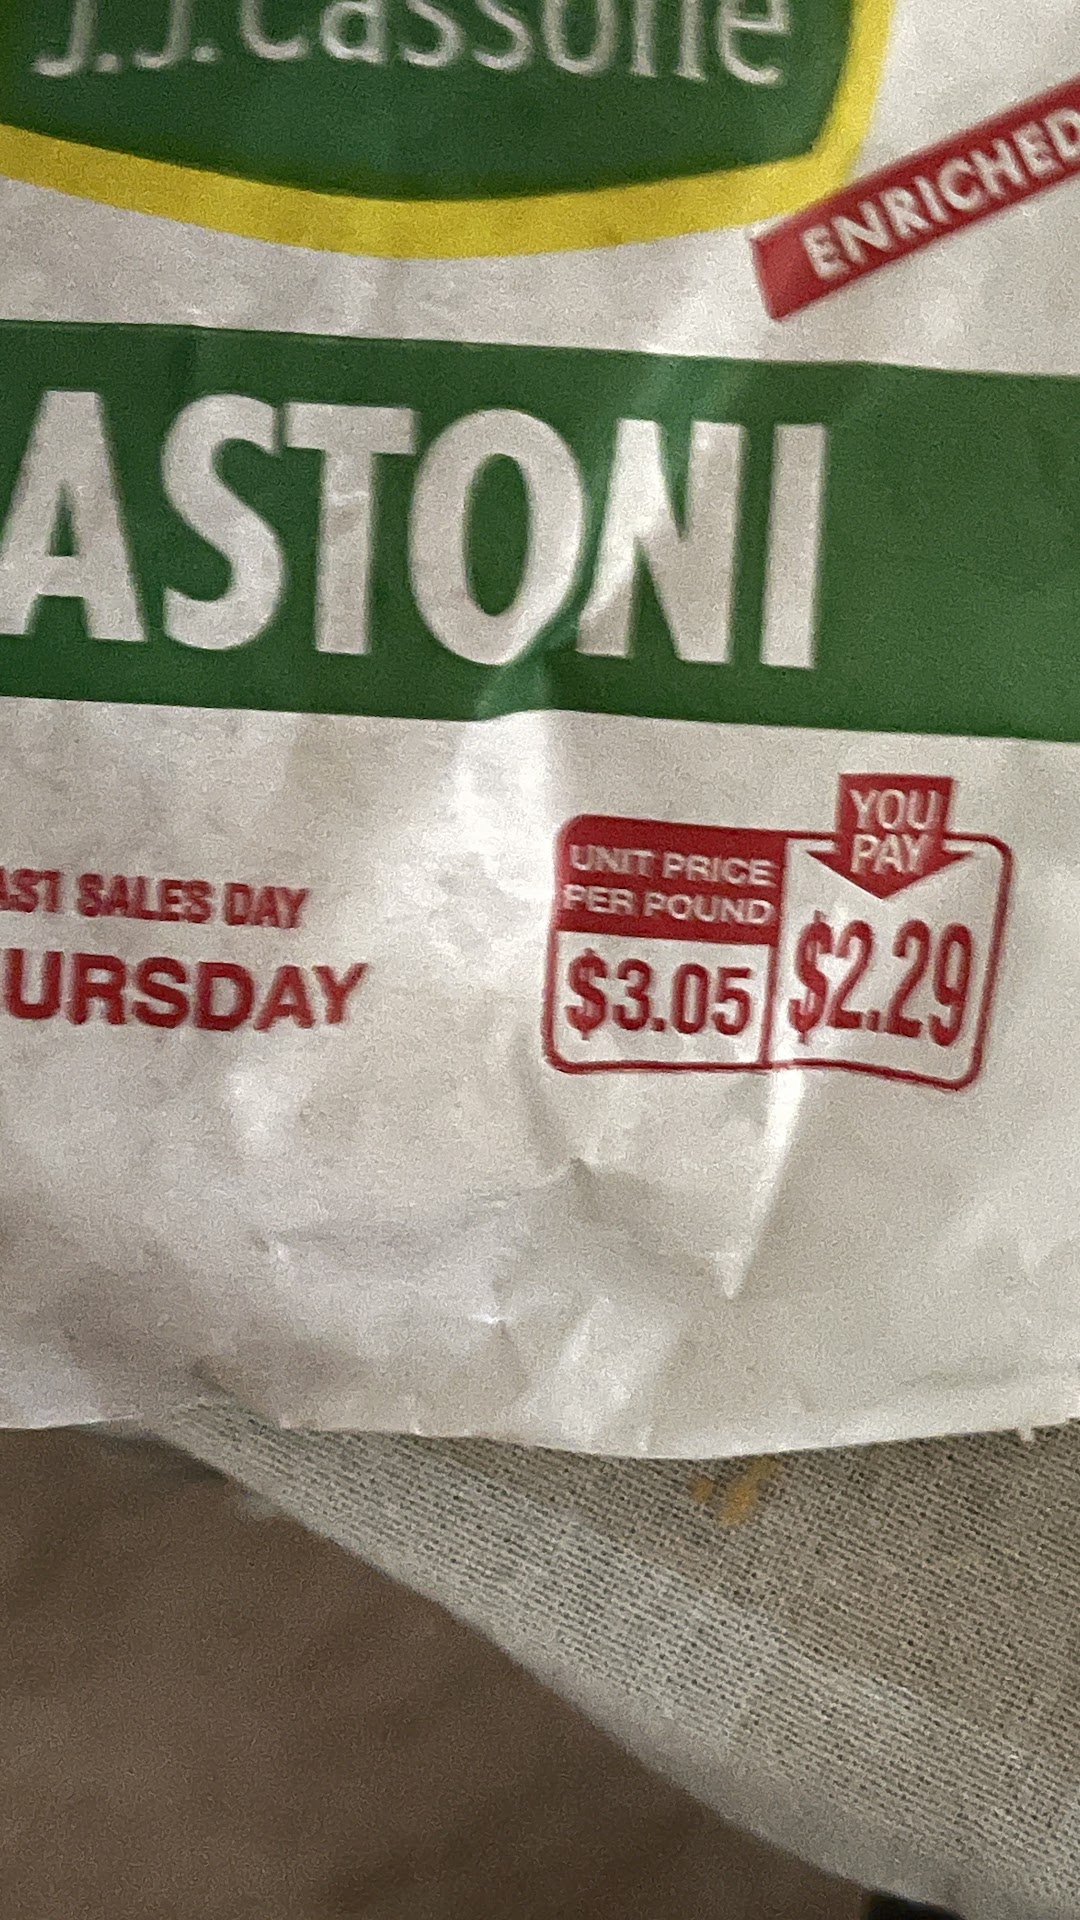 J.J. Cassone
ENRICHED
ASTONI
AST SALES DAY
URSDAY
YOU
PAY
UNIT PRICE
PER POUND
$3.05
$2.29